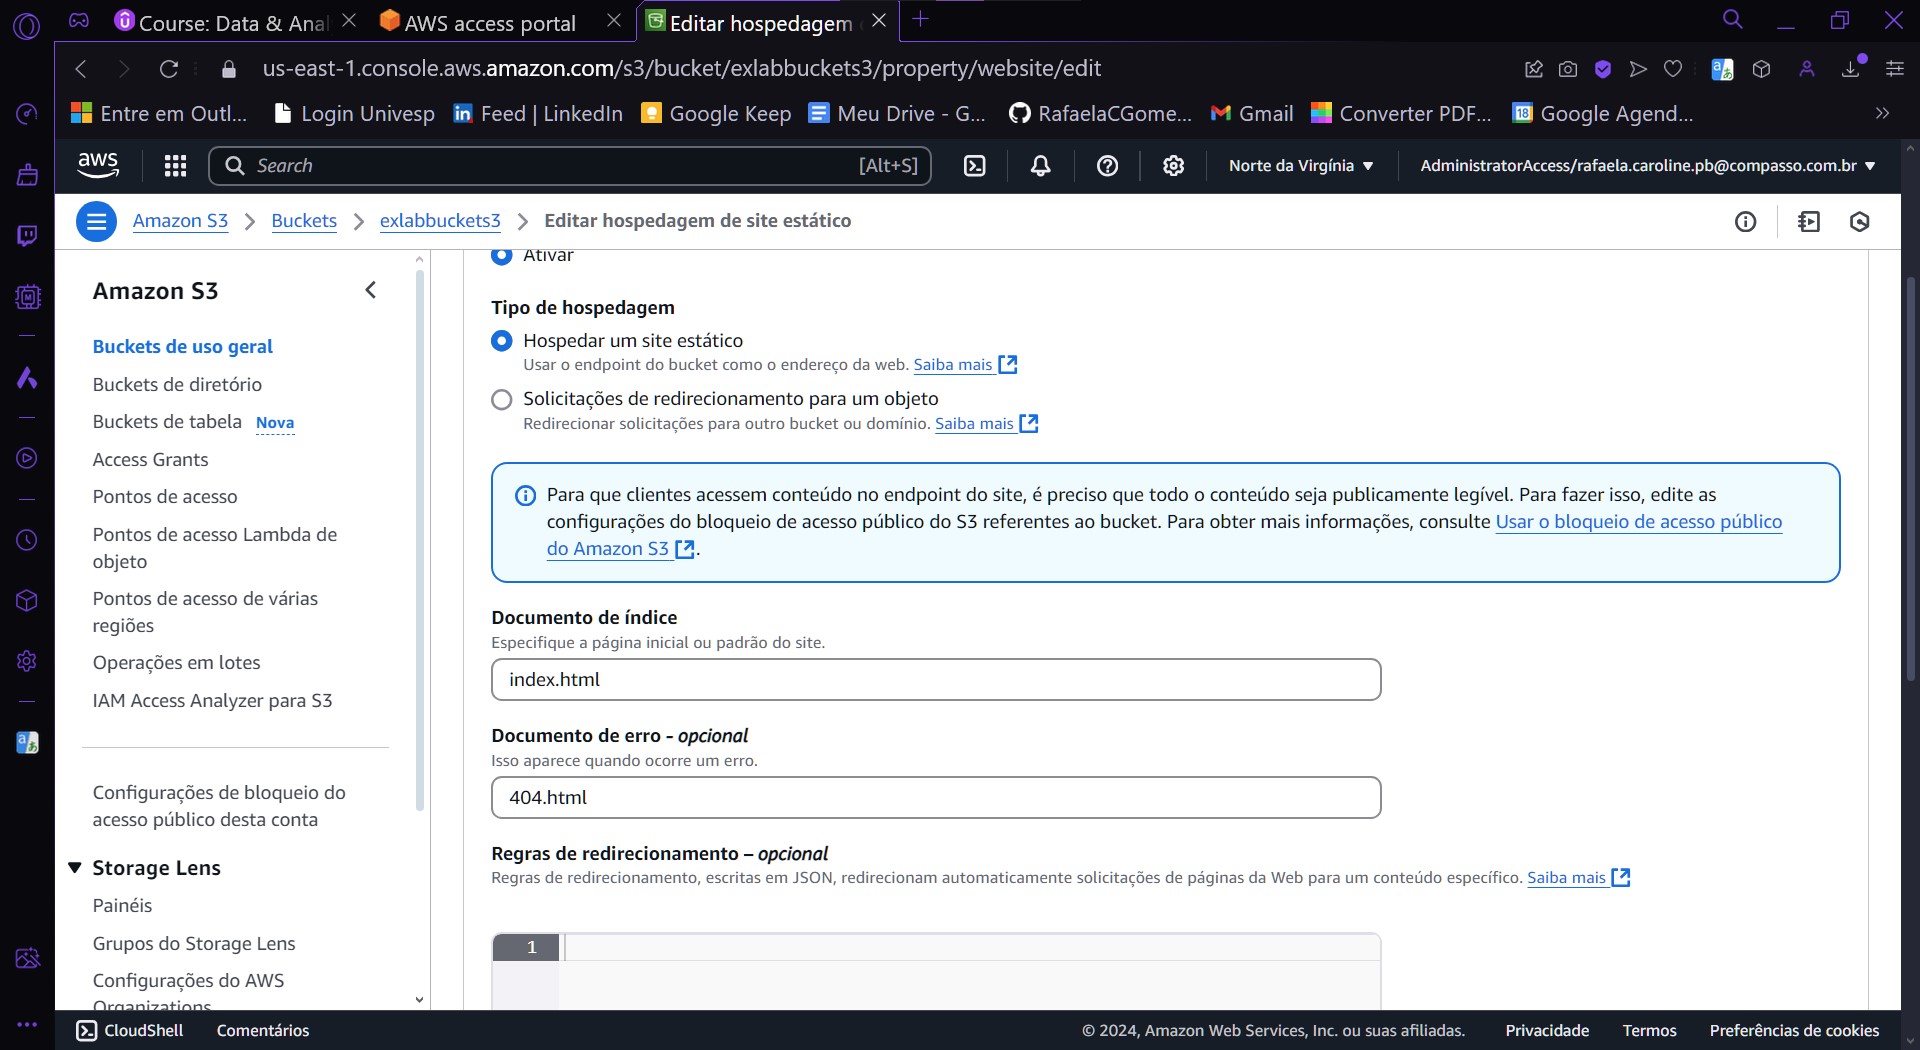 Course: Data & Anal
AWS access portal
Editar hospedagem
us-east-1.console.aws.amazon.com/s3/bucket/exlabbuckets3/property/website/edit
Entre em Outl...
Login Univesp
Feed | LinkedIn
Google Keep
Meu Drive - G...
RafaelaCGome...
Gmail
Converter PDF...
18
Google Agend...
aws
Search
[Alt+S]
Norte da Virgínia
AdministratorAccess/rafaela.caroline.pb@compasso.com.br
Amazon S3
Buckets
exlabbuckets3
Editar hospedagem de site estático
Amazon S3
Buckets de uso geral
Buckets de diretório
Buckets de tabela Nova
Access Grants
Pontos de acesso
Pontos de acesso Lambda de
objeto
Pontos de acesso de várias
regiões
Operações em lotes
IAM Access Analyzer para S3
Configurações de bloqueio do
acesso público desta conta
Storage Lens
Painéis
Grupos do Storage Lens
Configurações do AWS
Organizations
Ativar
Tipo de hospedagem
Hospedar um site estático
Usar o endpoint do bucket como o endereço da web. Saiba mais
Solicitações de redirecionamento para um objeto
Redirecionar solicitações para outro bucket ou domínio. Saiba mais
Para que clientes acessem conteúdo no endpoint do site, é preciso que todo o conteúdo seja publicamente legível. Para fazer isso, edite as
configurações do bloqueio de acesso público do S3 referentes ao bucket. Para obter mais informações, consulte Usar o bloqueio de acesso público
do Amazon S3.
Documento de índice
Especifique a página inicial ou padrão do site.
index.html
Documento de erro - opcional
Isso aparece quando ocorre um erro.
404.html
Regras de redirecionamento – opcional
Regras de redirecionamento, escritas em JSON, redirecionam automaticamente solicitações de páginas da Web para um conteúdo específico. Saiba mais
1
CloudShell
Comentários
© 2024, Amazon Web Services, Inc. ou suas afiliadas.
Privacidade
Termos
Preferências de cookies